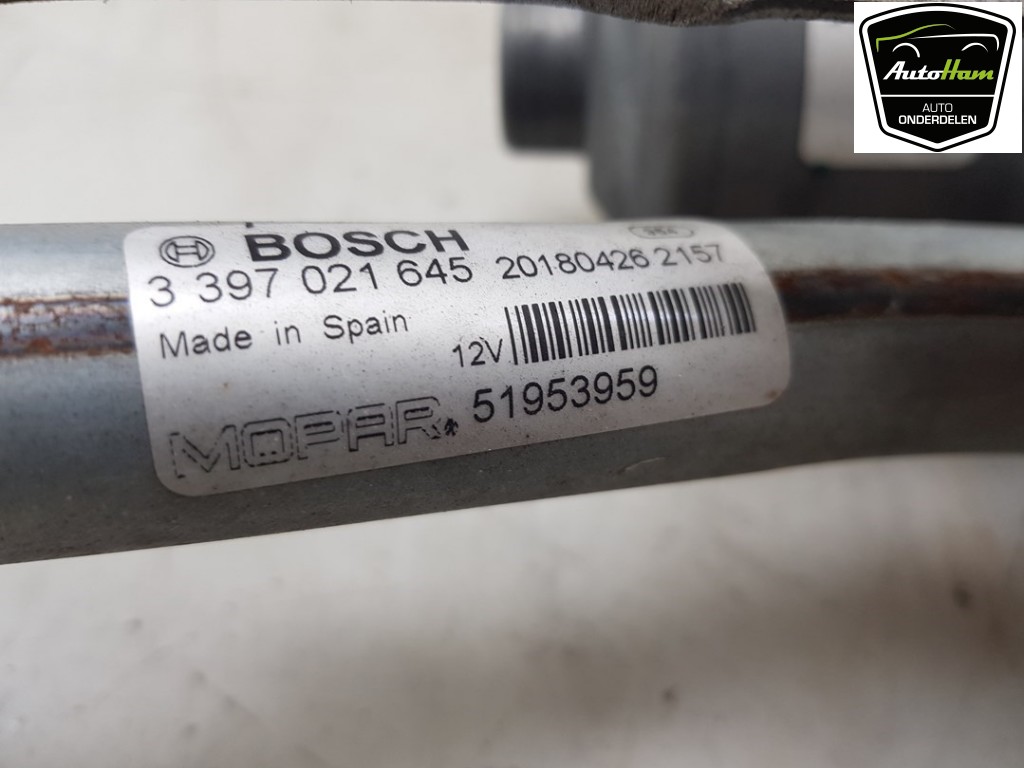 BOSCH
3 397 021 645 20180426 2157
Made in Spain
12V
51953959
MOPAR.
AutoHam
AUTO
ONDERDELEN